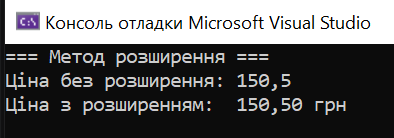 Консоль отладки Microsoft Visual Studio
=== Метод розширення ===
Ціна без розширення: 150,5
Ціна з розширенням:  150,50 грн